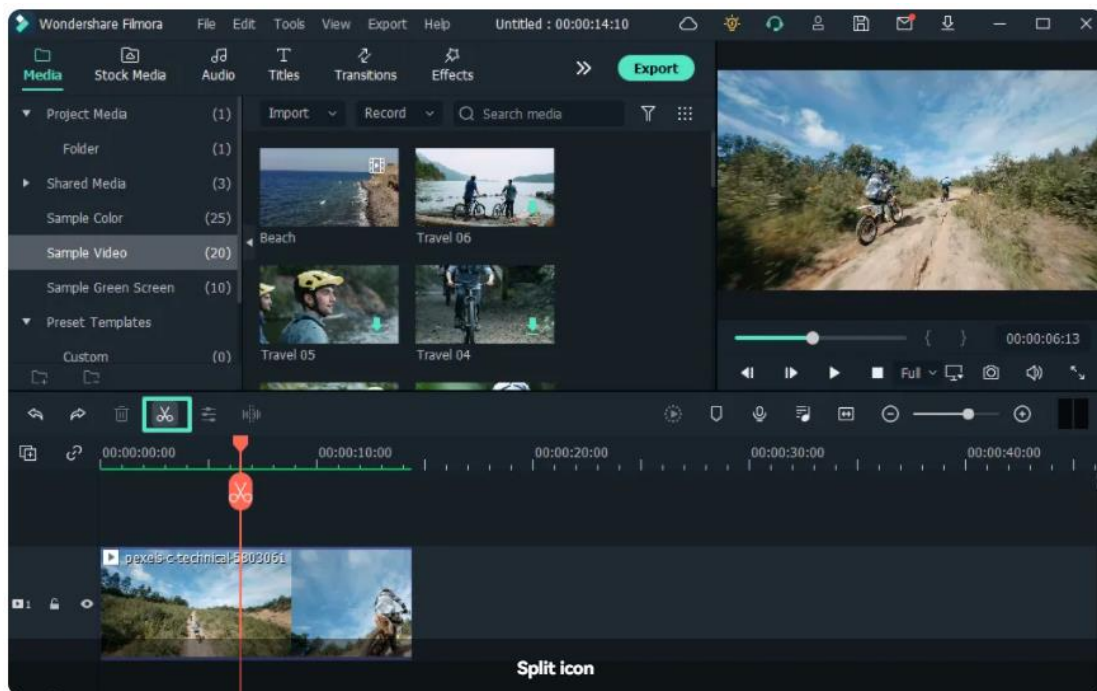 Wondershare Filmora File Edit Tools View Export Help Untitled : 00:00:14:10
Media Stock Media Audio Titles Transitions Effects Export
Project Media (1)
Folder (1)
Shared Media (3)
Sample Color (25)
Sample Video (20)
Sample Green Screen (10)
Preset Templates
Custom (0)
Import Record Search media
Beach Travel 06
Travel 05 Travel 04
00:00:06:13
Full
00:00:00:00 00:00:10:00 00:00:20:00 00:00:30:00 00:00:40:00
pexels-c-technical-5803061
1
Split icon